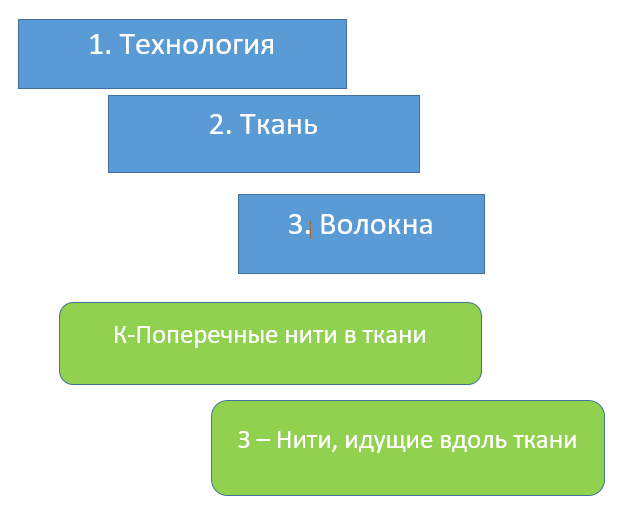 1. Технология
2. Ткань
3. Волокна
К-Поперечные нити в ткани
З – Нити, идущие вдоль ткани